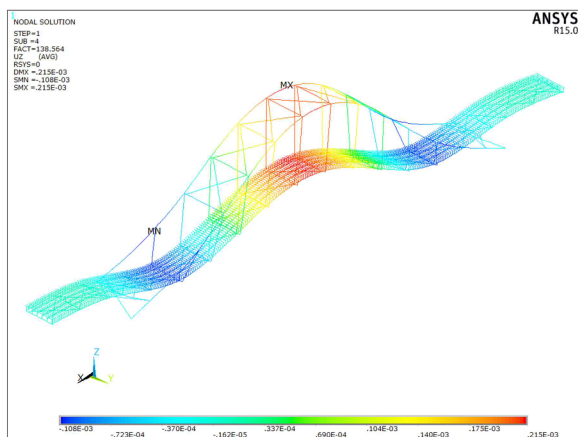 1
NODAL SOLUTION
STEP=1
SUB =4
FACT=138.564
UZ (AVG)
RSYS=0
DMX =.215E-03
SMN =-.108E-03
SMX =.215E-03
ANSYS
R15.0
MX
MN
Z
X
Y
-.108E-03
-.723E-04
-.370E-04
-.162E-05
.337E-04
.690E-04
.104E-03
.140E-03
.175E-03
.215E-03